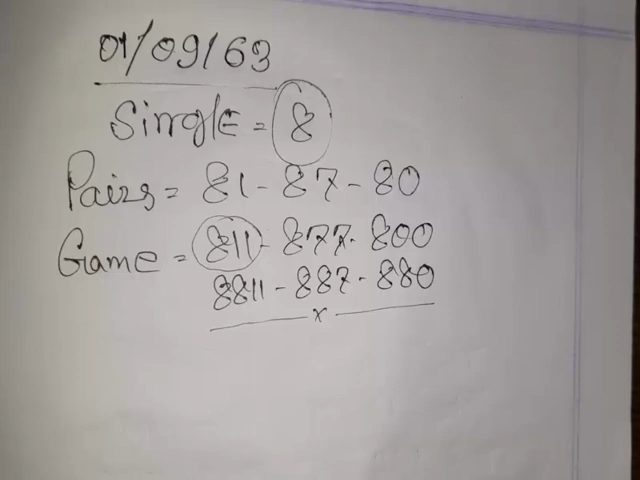 01/09/63
Single = 8
Pairs = 81 - 87 - 80
Game = 811 - 877 - 800
8811 - 887 - 880
x